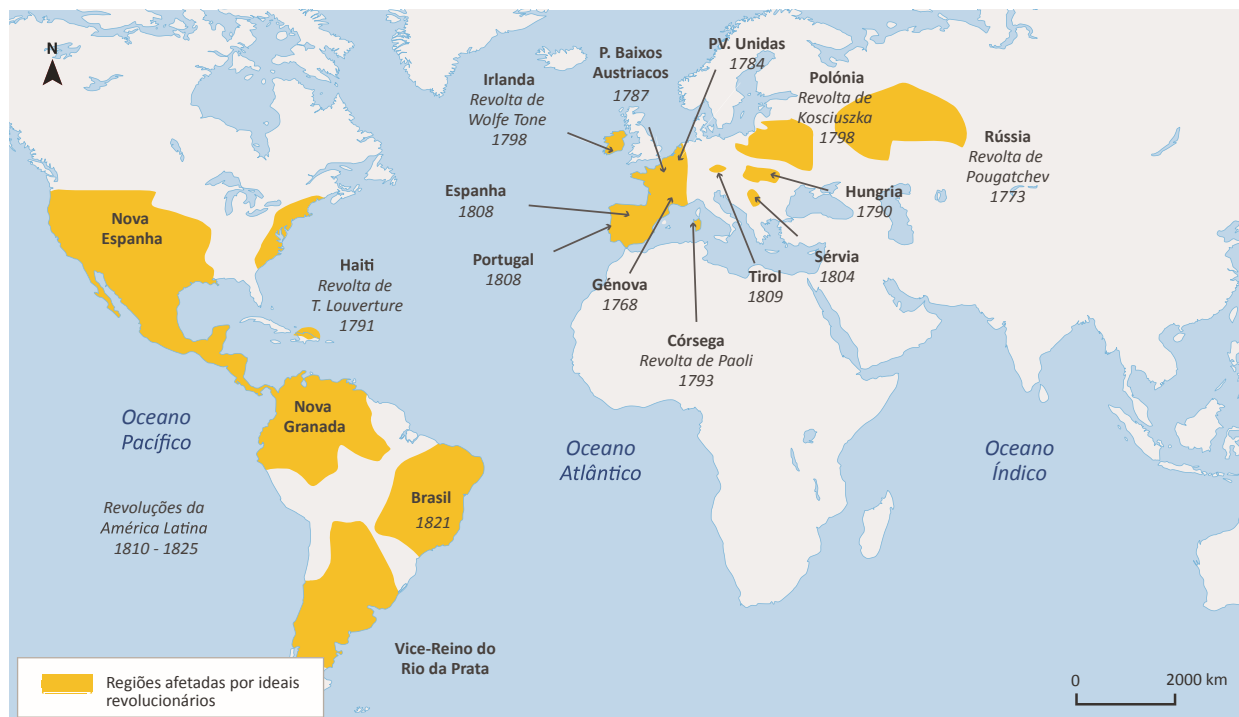 N
Irlanda
Revolta de
Wolfe Tone
1798
P. Baixos
Austriacos
1787
PV. Unidas
1784
Polónia
Revolta de
Kosciuszka
1798
Rússia
Revolta de
Pougatchev
1773
Espanha
1808
Hungria
1790
Portugal
1808
Génova
1768
Tirol
1809
Sérvia
1804
Córsega
Revolta de Paoli
1793
Nova
Espanha
Haiti
Revolta de
T. Louverture
1791
Nova
Granada
Oceano
Pacífico
Oceano
Atlântico
Oceano
Índico
Brasil
1821
Revoluções da
América Latina
1810 - 1825
Vice-Reino do
Rio da Prata
Regiões afetadas por ideais
revolucionários
0 2000 km